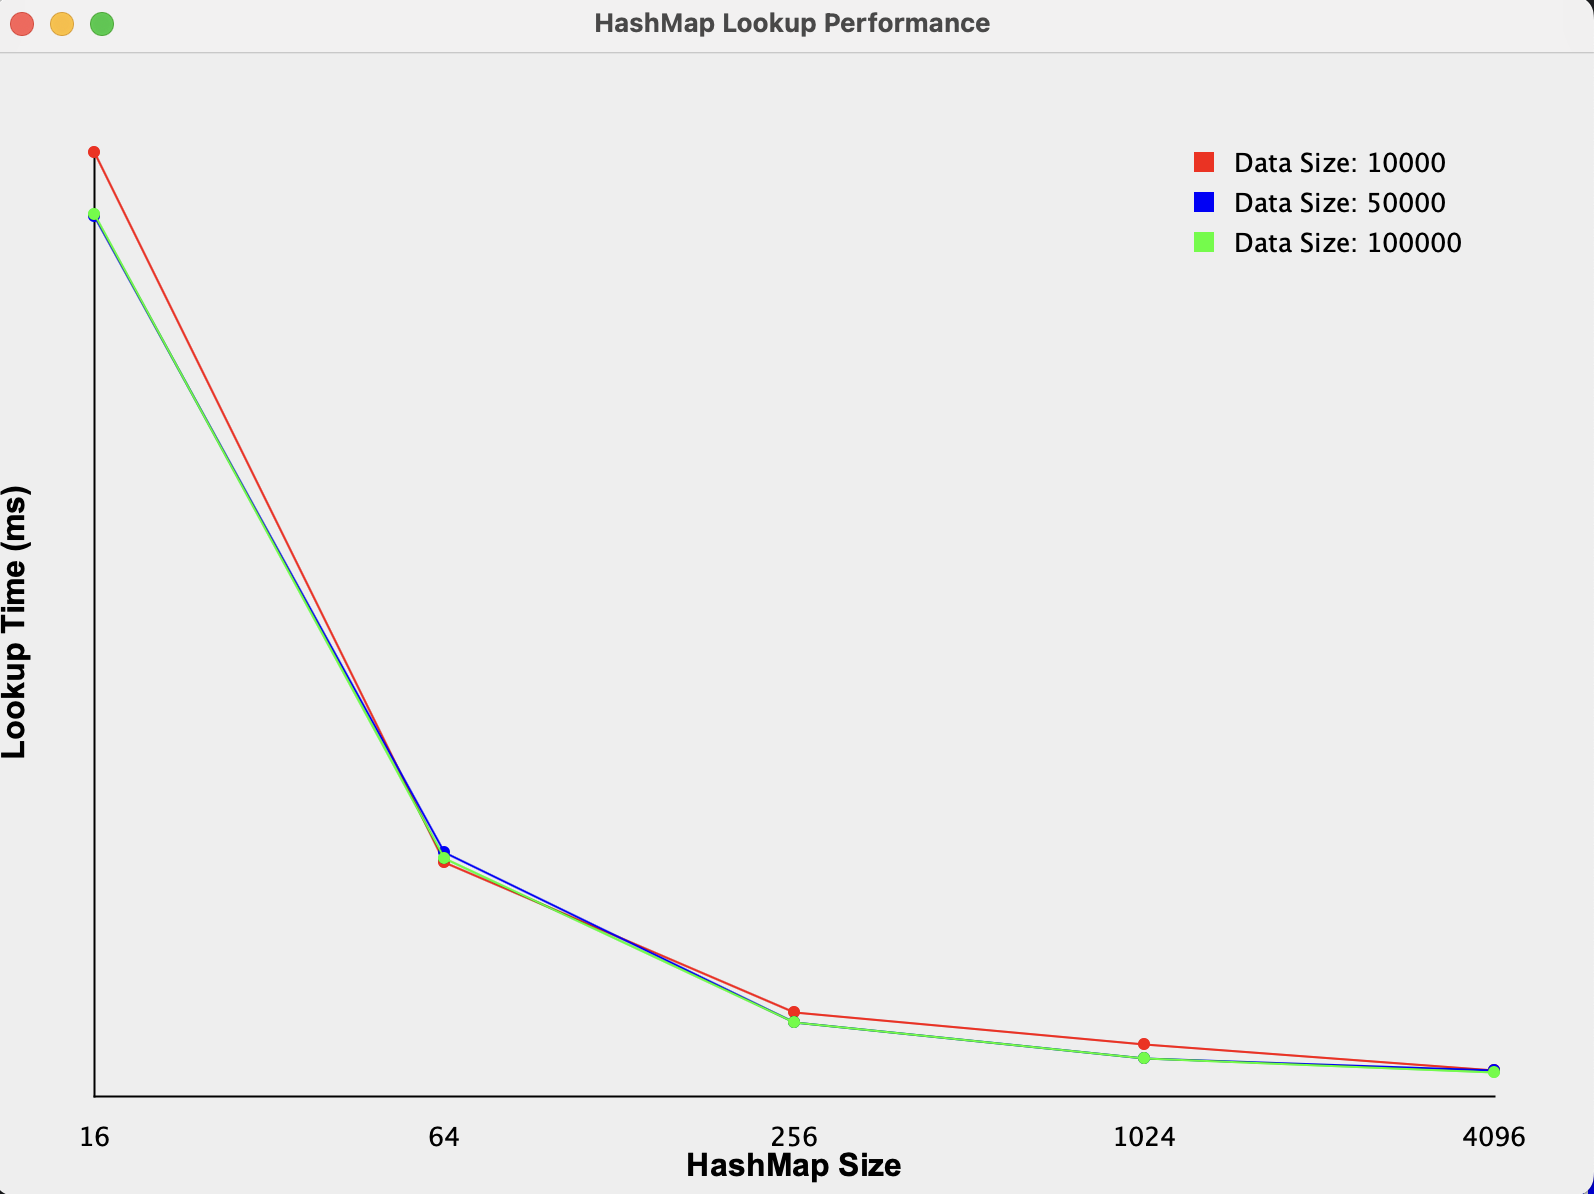 HashMap Lookup Performance
Data Size: 10000
Data Size: 50000
Data Size: 100000
Lookup Time (ms)
16 64 256 1024 4096
HashMap Size